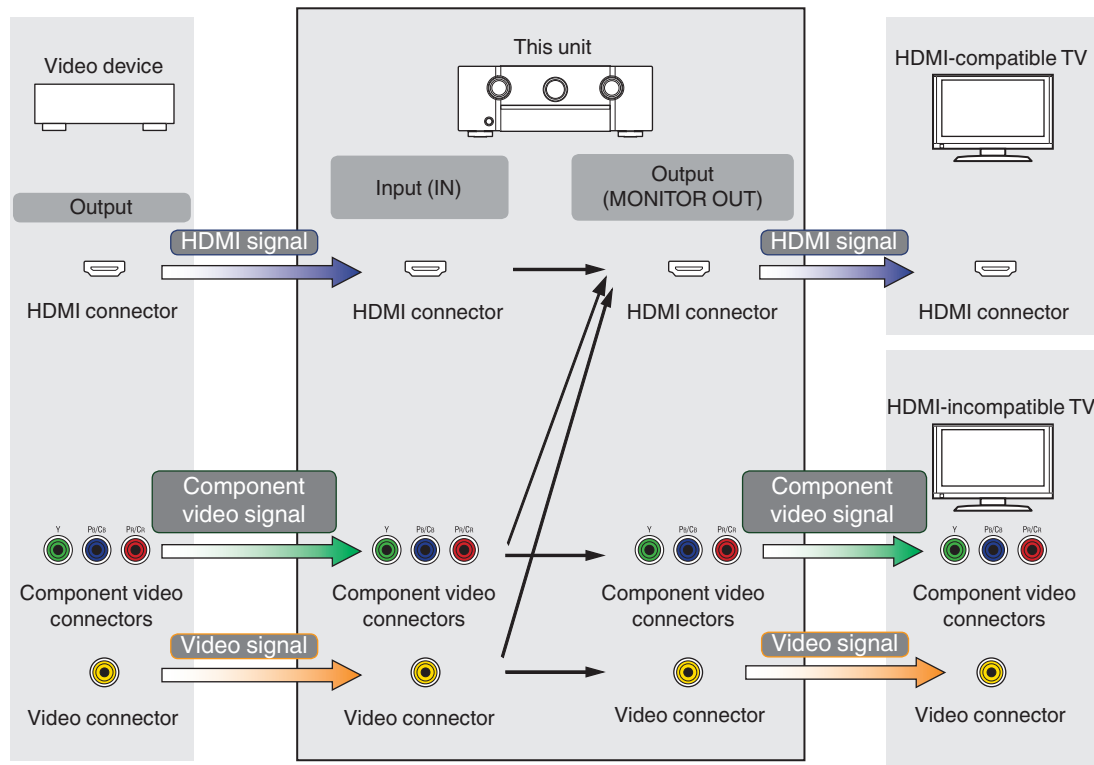 Video device
This unit
HDMI-compatible TV
Output
Input (IN)
Output
(MONITOR OUT)
HDMI signal
HDMI signal
HDMI connector
HDMI connector
HDMI connector
HDMI connector
HDMI-incompatible TV
Component
video signal
Component
video signal
Y PB/CB PR/CR
Y PB/CB PR/CR
Y PB/CB PR/CR
Y PB/CB PR/CR
Component video
connectors
Component video
connectors
Component video
connectors
Component video
connectors
Video signal
Video signal
Video connector
Video connector
Video connector
Video connector